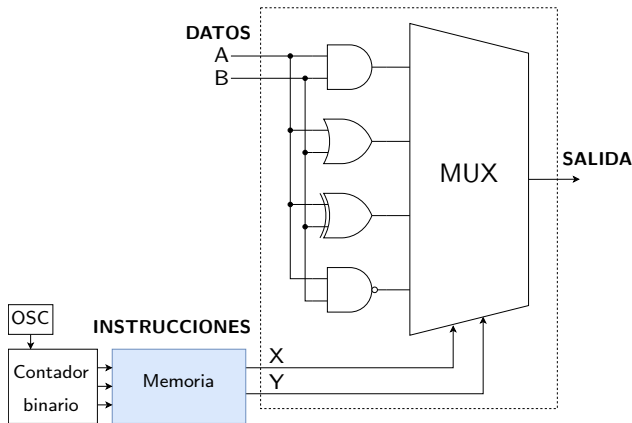 DATOS
A
B
MUX
SALIDA
OSC
INSTRUCCIONES
Contador
binario
Memoria
X
Y